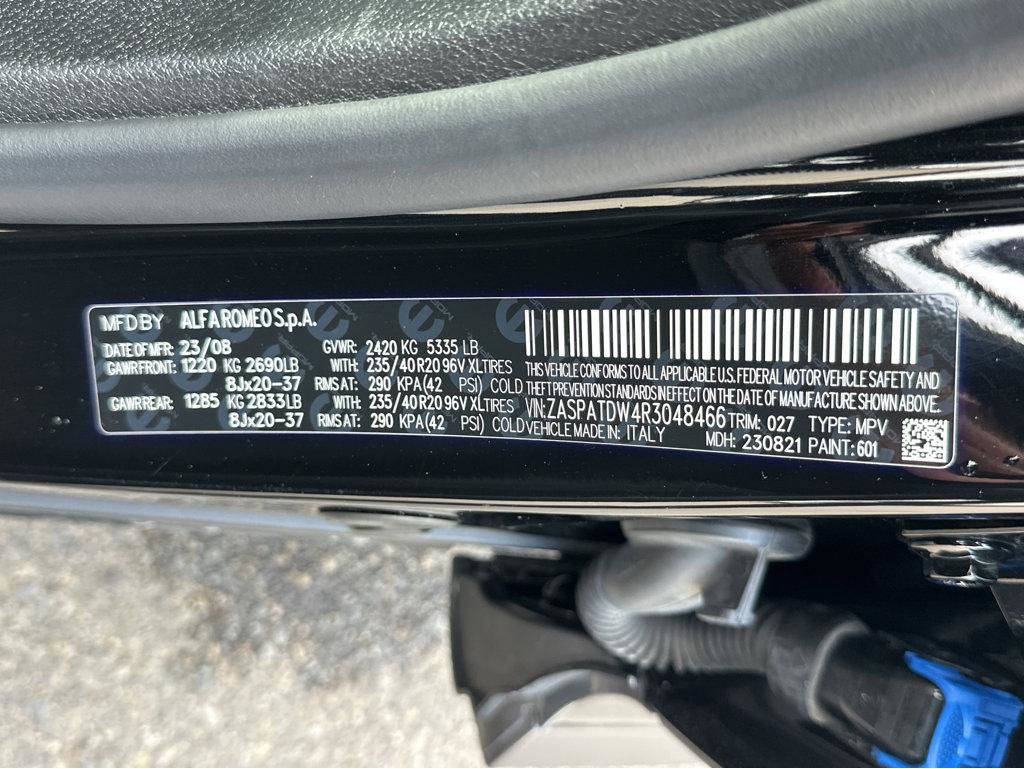 MFD BY ALFA ROMEO S.p.A.
DATE OF MFR: 23/08 GVWR: 2420 KG 5335 LB
GAWR FRONT: 1220 KG 2690LB WITH: 235/40 R20 96V XL TIRES
8Jx20-37 RIMS AT: 290 KPA(42 PSI) COLD
GAWR REAR: 1285 KG 2833LB WITH: 235/40 R20 96V XL TIRES
8Jx20-37 RIMS AT: 290 KPA(42 PSI) COLD
THIS VEHICLE CONFORMS TO ALL APPLICABLE U.S. FEDERAL MOTOR VEHICLE SAFETY AND
THEFT PREVENTION STANDARDS IN EFFECT ON THE DATE OF MANUFACTURE SHOWN ABOVE.
VIN: ZASPATDW4R3048466 TRIM: 027 TYPE: MPV
VEHICLE MADE IN: ITALY MDH: 230821 PAINT: 601